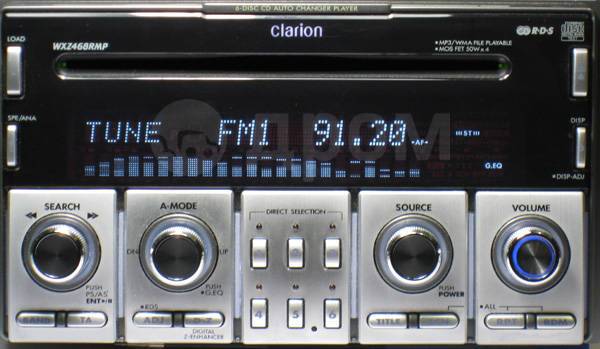 6-DISC CD AUTO CHANGER PLAYER
LOAD
WXZ468RMP
clarion
•MP3/WMA FILE PLAYABLE
•MOS FET 50W x 4
R·D·S
SPE/ANA
ДРОМ
TUNE FM1 91.20 -AF- ST
G.EQ
DISP
•DISP-ADJ
SEARCH
A-MODE
DIRECT SELECTION
SOURCE
VOLUME
DN UP
PUSH
PS/AS
ENT
PUSH
•G.EQ
PUSH
POWER
BAND TA
•RDS
ADJ
DIGITAL
Z-ENHANCER
4 5 6
TITLE
•ALL
RPT RDM